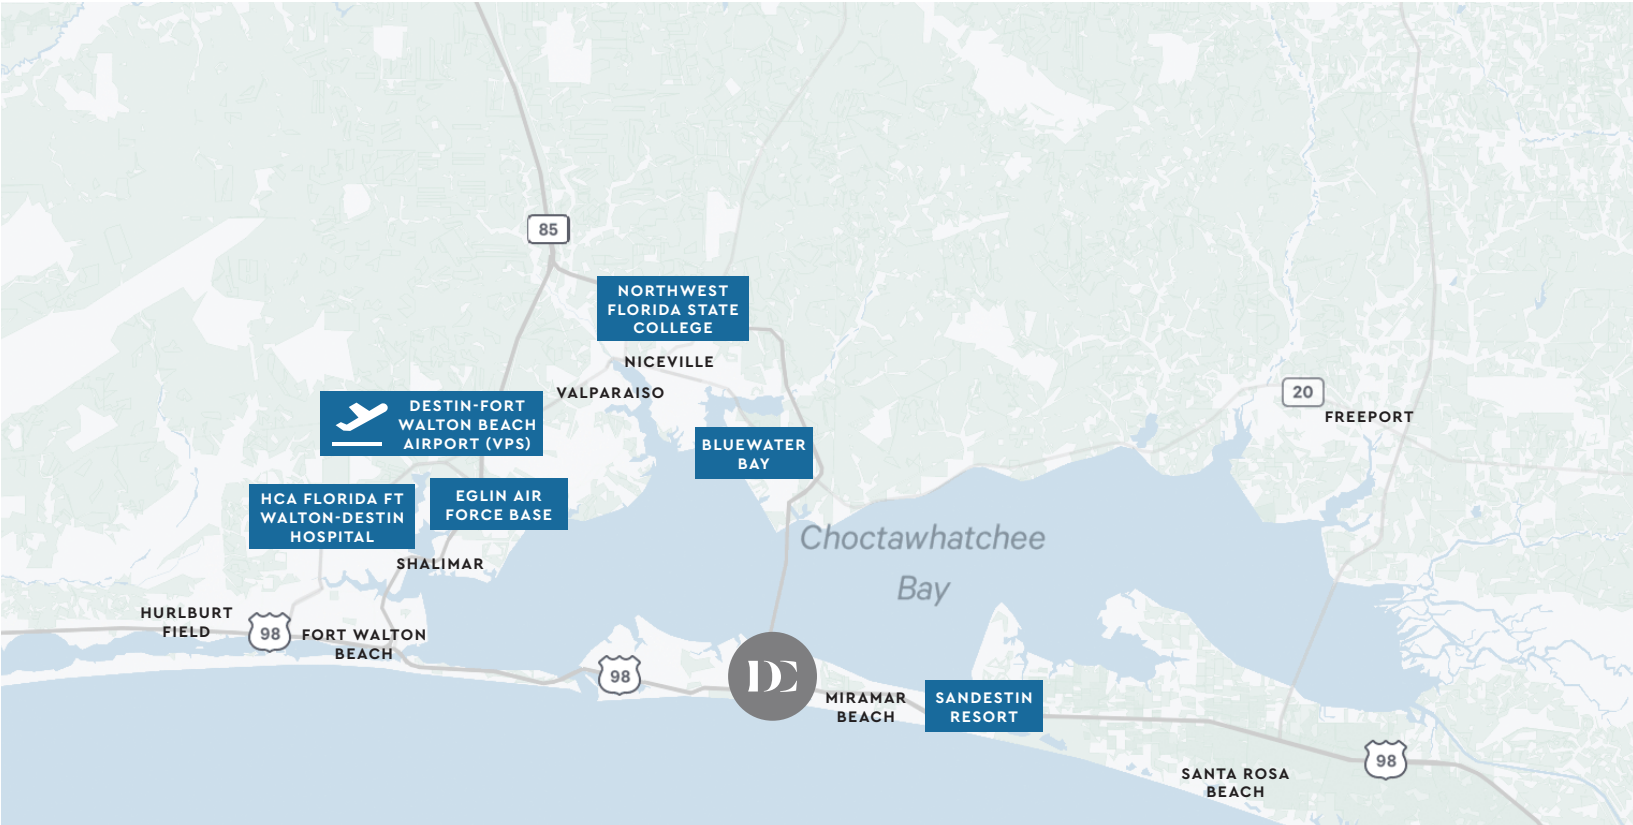 85
NORTHWEST
FLORIDA STATE
COLLEGE
NICEVILLE
VALPARAISO
DESTIN-FORT
WALTON BEACH
AIRPORT (VPS)
20
FREEPORT
BLUEWATER
BAY
HCA FLORIDA FT
WALTON-DESTIN
HOSPITAL
EGLIN AIR
FORCE BASE
Choctawhatchee
Bay
SHALIMAR
HURLBURT
FIELD
98
FORT WALTON
BEACH
98
DC
MIRAMAR
BEACH
SANDESTIN
RESORT
98
SANTA ROSA
BEACH